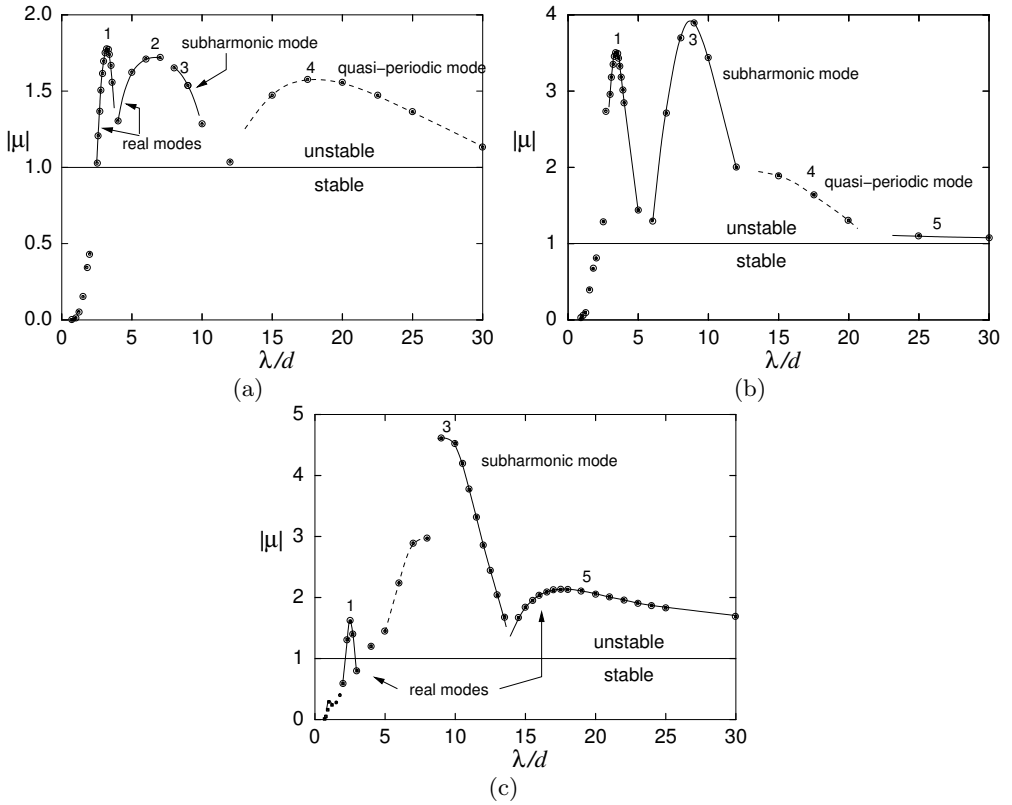 2.0
1.5
1.0
0.5
0.0
|μ|
0 5 10 15 20 25 30
λ/d
1
2
3
4
subharmonic mode
quasi−periodic mode
real modes
unstable
stable
(a)
4
3
2
1
0
|μ|
0 5 10 15 20 25 30
λ/d
1
3
subharmonic mode
4
quasi−periodic mode
5
unstable
stable
(b)
5
4
3
2
1
0
|μ|
0 5 10 15 20 25 30
λ/d
3
subharmonic mode
1
5
real modes
unstable
stable
(c)